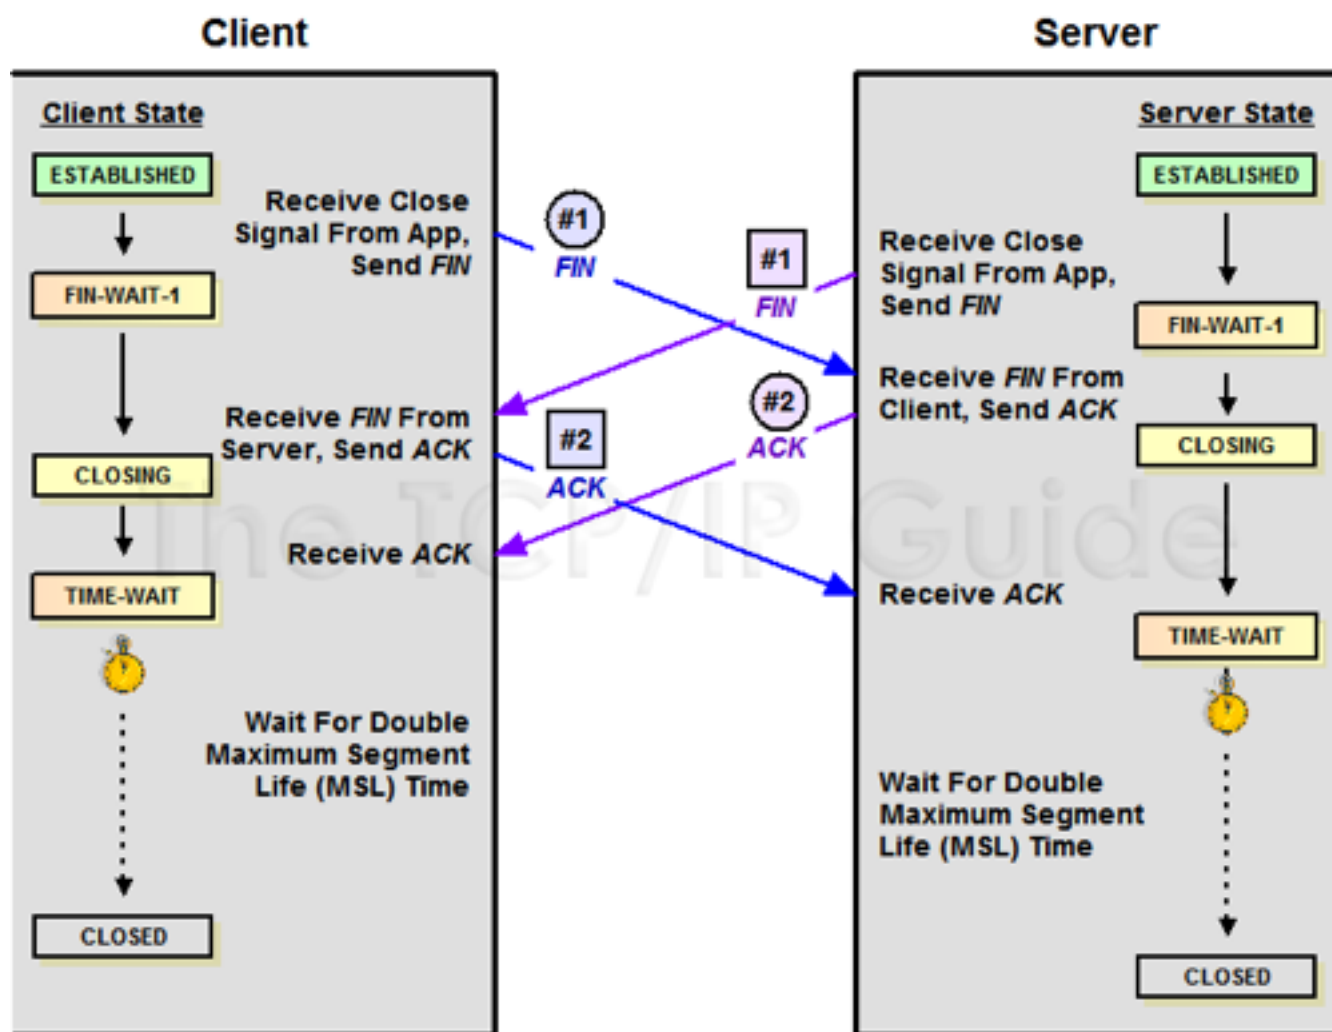 Client
Server
Client State
ESTABLISHED
Receive Close
Signal From App,
Send FIN
FIN-WAIT-1
Receive FIN From
Server, Send ACK
CLOSING
Receive ACK
TIME-WAIT
Wait For Double
Maximum Segment
Life (MSL) Time
CLOSED
#1
FIN
#1
FIN
#2
ACK
#2
ACK
Server State
ESTABLISHED
Receive Close
Signal From App,
Send FIN
FIN-WAIT-1
Receive FIN From
Client, Send ACK
CLOSING
Receive ACK
TIME-WAIT
Wait For Double
Maximum Segment
Life (MSL) Time
CLOSED
The TCP/IP Guide